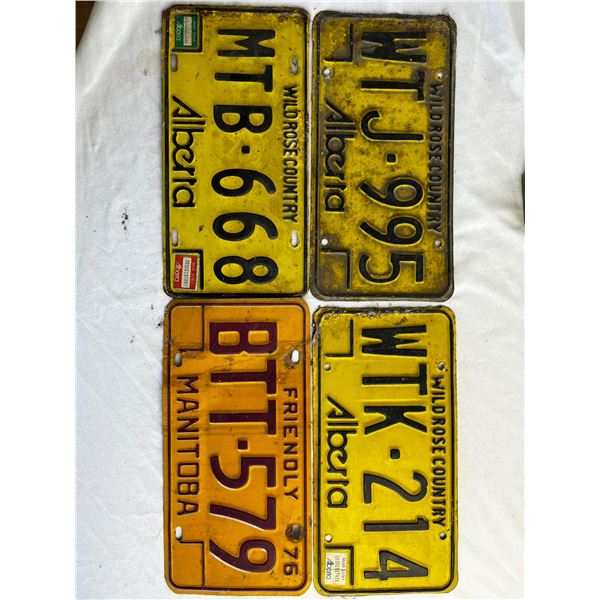 WILD ROSE COUNTRY
MTB·668
Alberta
WILD ROSE COUNTRY
WTJ·995
Alberta
FRIENDLY 76
BTT·579
MANITOBA
WILD ROSE COUNTRY
WTK·214
Alberta